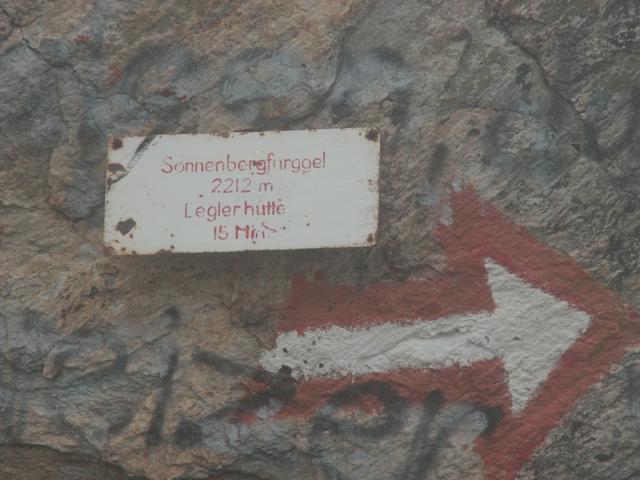 Sonnenbergfurggel
2212 m
Leglerhütte
15 Min.